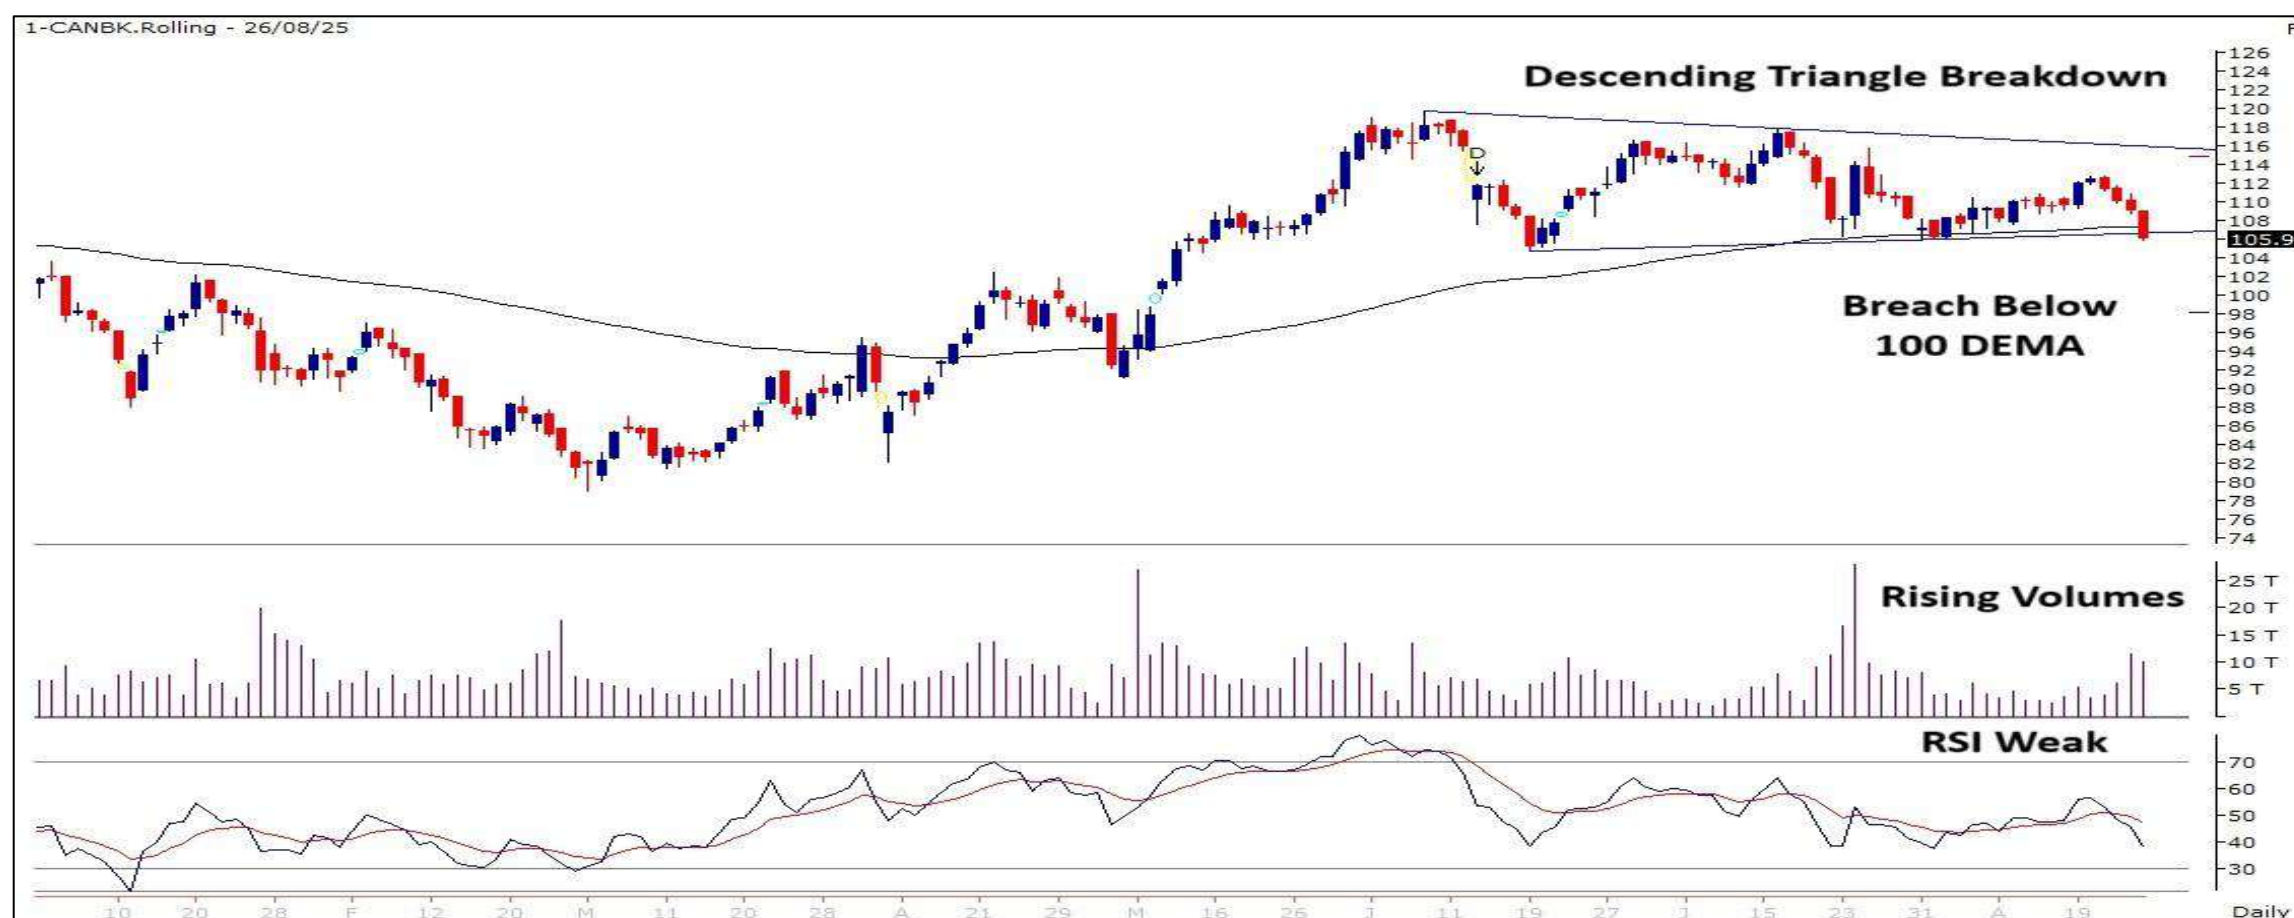 1-CANBK.Rolling - 26/08/25
F
Descending Triangle Breakdown
126
124
122
120
118
116
114
112
110
108
105.9
104
102
100
98
96
94
92
90
88
86
84
82
80
78
76
74
D
Breach Below
100 DEMA
Rising Volumes
25 T
20 T
15 T
10 T
5 T
RSI Weak
70
60
50
40
30
10 20 28 F 12 20 M 11 20 28 A 21 29 M 16 26 J 11 19 27 J 15 23 31 A 19
Daily